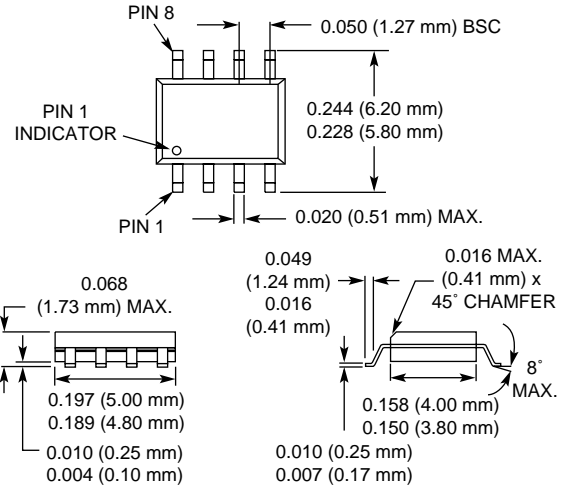 PIN 8
0.050 (1.27 mm) BSC
PIN 1
INDICATOR
0.244 (6.20 mm)
0.228 (5.80 mm)
PIN 1
0.020 (0.51 mm) MAX.
0.068
(1.73 mm) MAX.
0.197 (5.00 mm)
0.189 (4.80 mm)
0.010 (0.25 mm)
0.004 (0.10 mm)
0.049
(1.24 mm)
0.016
(0.41 mm)
0.016 MAX.
(0.41 mm) x
45° CHAMFER
8°
MAX.
0.158 (4.00 mm)
0.150 (3.80 mm)
0.010 (0.25 mm)
0.007 (0.17 mm)